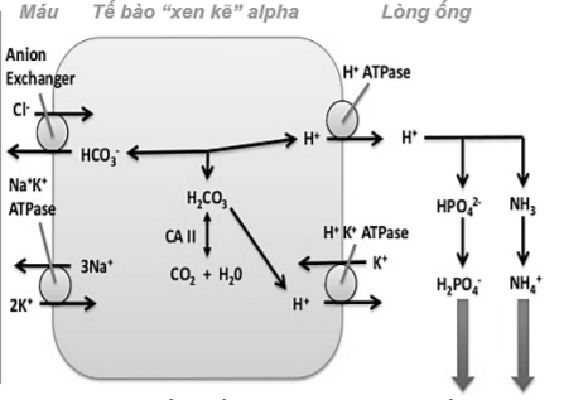 Máu Tế bào "xen kẽ" alpha Lòng ống
Anion
Exchanger
Cl⁻
HCO₃⁻
Na⁺K⁺
ATPase
3Na⁺
2K⁺
H₂CO₃
CA II
CO₂ + H₂0
H⁺ ATPase
H⁺
H⁺
H⁺ K⁺ ATPase
K⁺
H⁺
HPO₄²⁻
NH₃
H₂PO₄⁻
NH₄⁺